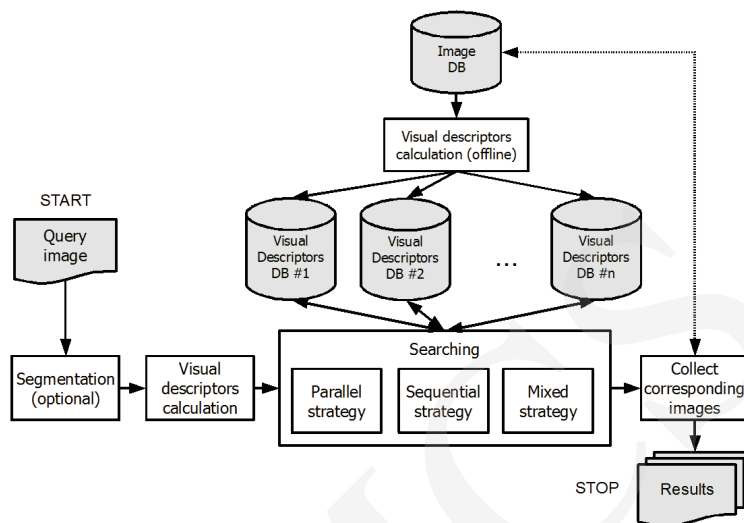 Image
DB
Visual descriptors
calculation (offline)
START
Query
image
Visual
Descriptors
DB #1
Visual
Descriptors
DB #2
...
Visual
Descriptors
DB #n
Searching
Segmentation
(optional)
Visual
descriptors
calculation
Parallel
strategy
Sequential
strategy
Mixed
strategy
Collect
corresponding
images
STOP
Results